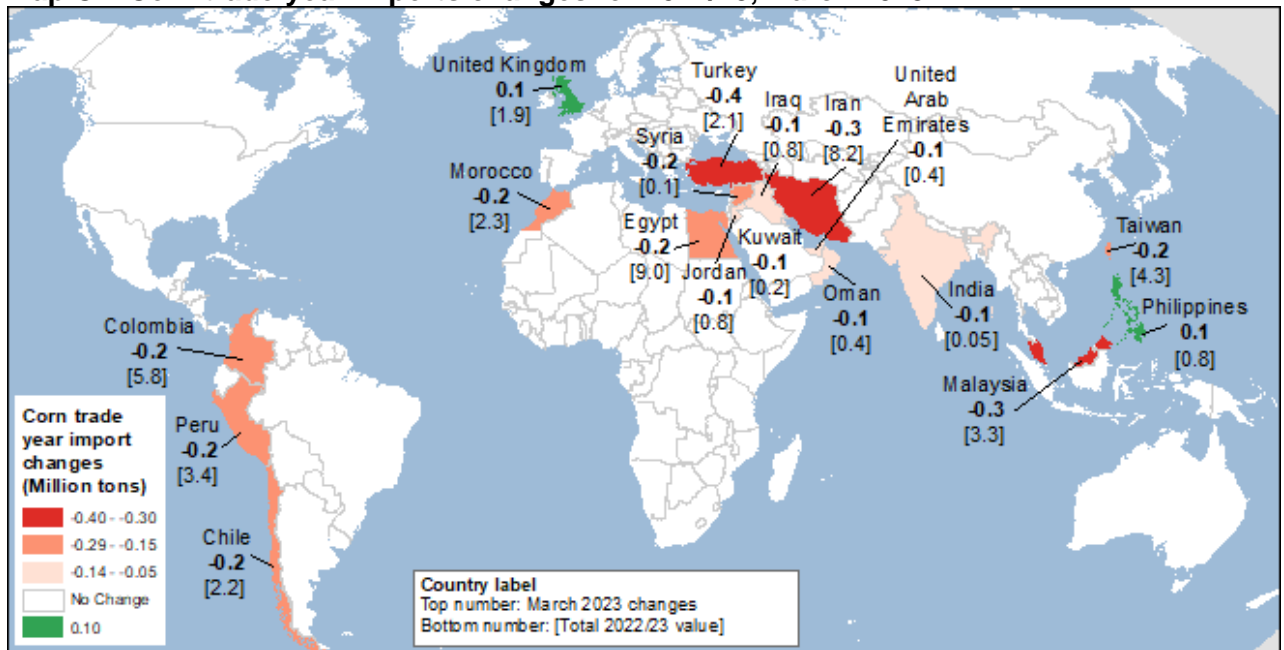 United Kingdom
0.1
[1.9]
Turkey
-0.4
[2.1]
Iraq
-0.1
[0.8]
Iran
-0.3
[8.2]
United
Arab
Emirates
-0.1
[0.4]
Syria
-0.2
[0.1]
Morocco
-0.2
[2.3]
Egypt
-0.2
[9.0]
Jordan
-0.1
[0.8]
Kuwait
-0.1
[0.2]
Oman
-0.1
[0.4]
India
-0.1
[0.05]
Taiwan
-0.2
[4.3]
Philippines
0.1
[0.8]
Malaysia
-0.3
[3.3]
Colombia
-0.2
[5.8]
Peru
-0.2
[3.4]
Chile
-0.2
[2.2]
Corn trade
year import
changes
(Million tons)
-0.40 - -0.30
-0.29 - -0.15
-0.14 - -0.05
No Change
0.10
Country label
Top number: March 2023 changes
Bottom number: [Total 2022/23 value]